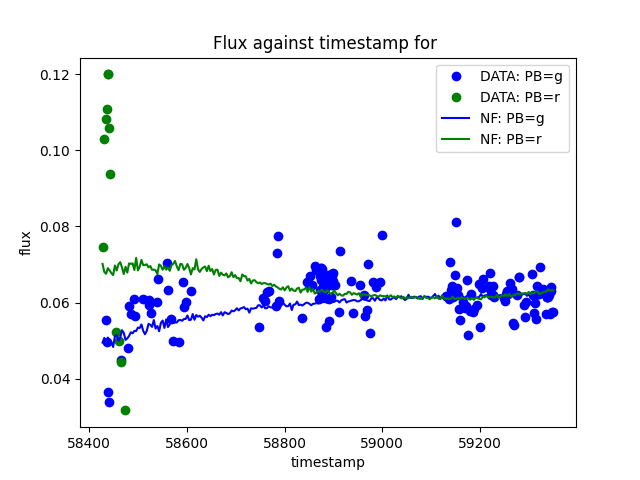 Flux against timestamp for
DATA: PB=g
DATA: PB=r
NF: PB=g
NF: PB=r
0.12
0.10
0.08
0.06
0.04
flux
58400
58600
58800
59000
59200
timestamp